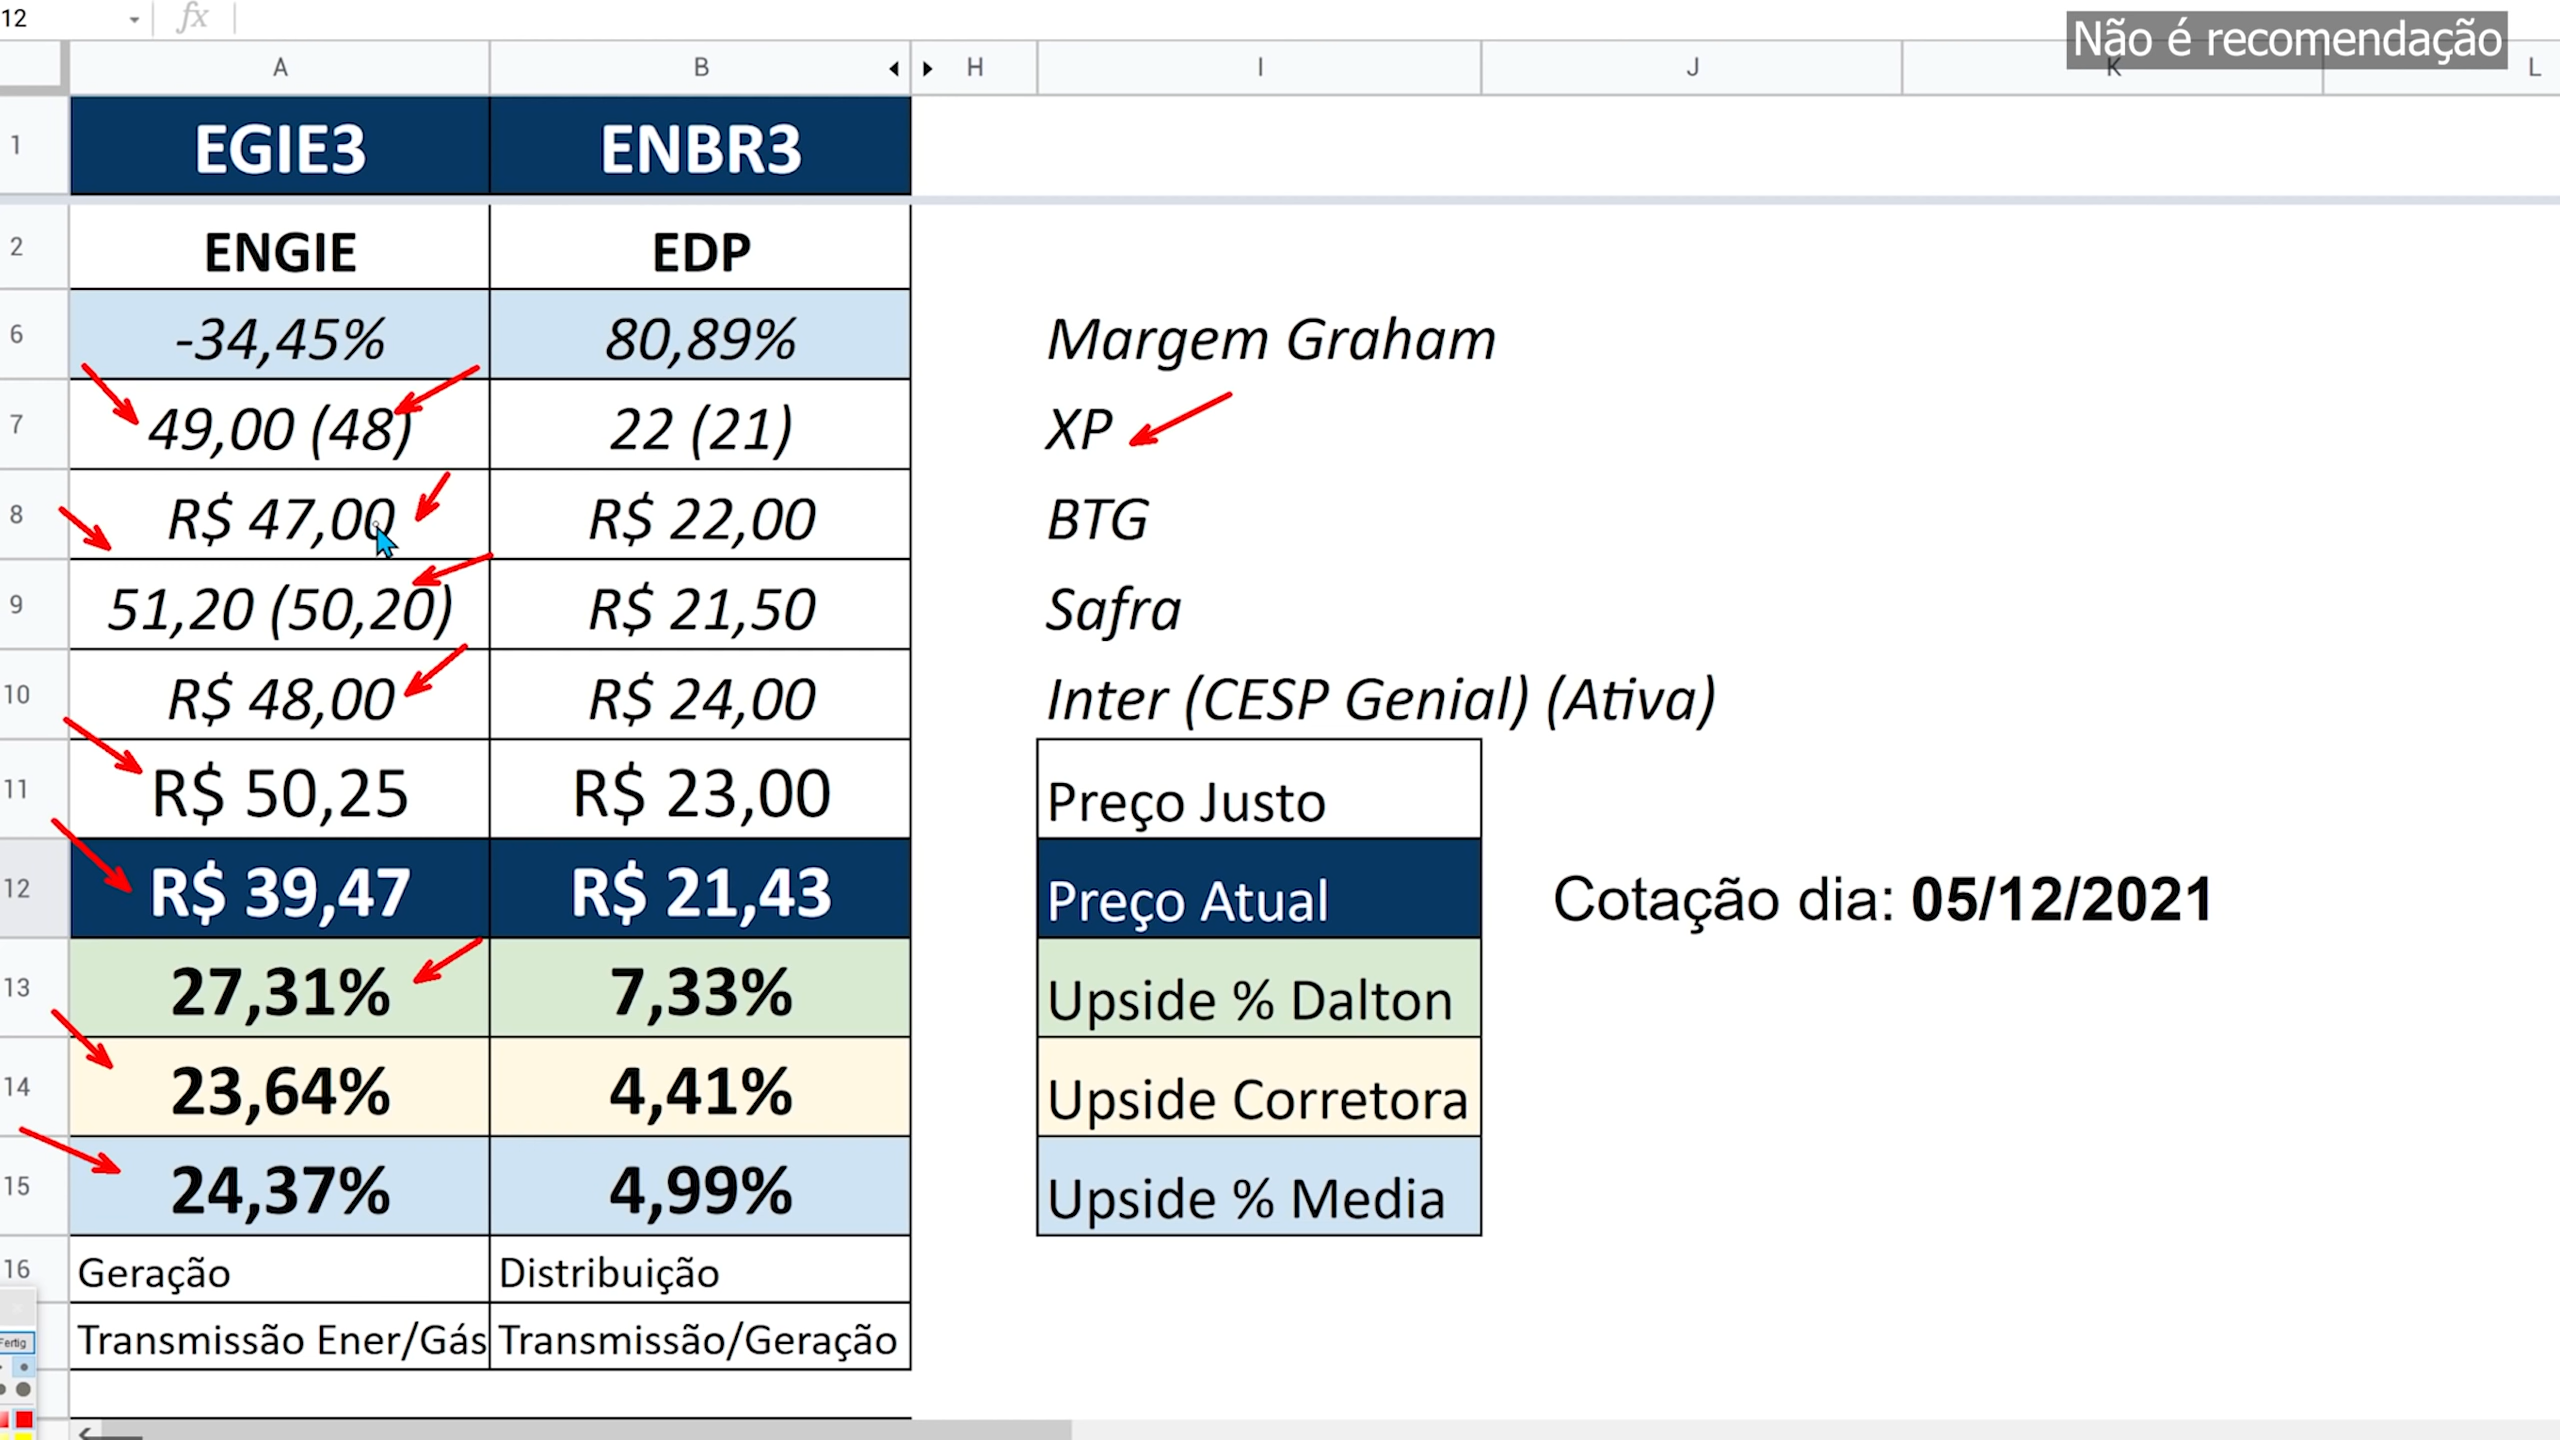 12
fx
Não é recomendação
A B H I J K L
1 EGIE3 ENBR3
2 ENGIE EDP
6 -34,45% 80,89% Margem Graham
7 49,00 (48) 22 (21) XP
8 R$ 47,00 R$ 22,00 BTG
9 51,20 (50,20) R$ 21,50 Safra
10 R$ 48,00 R$ 24,00 Inter (CESP Genial) (Ativa)
11 R$ 50,25 R$ 23,00 Preço Justo
12 R$ 39,47 R$ 21,43 Preço Atual Cotação dia: 05/12/2021
13 27,31% 7,33% Upside % Dalton
14 23,64% 4,41% Upside Corretora
15 24,37% 4,99% Upside % Media
16 Geração Distribuição
Transmissão Ener/Gás Transmissão/Geração
Fertig